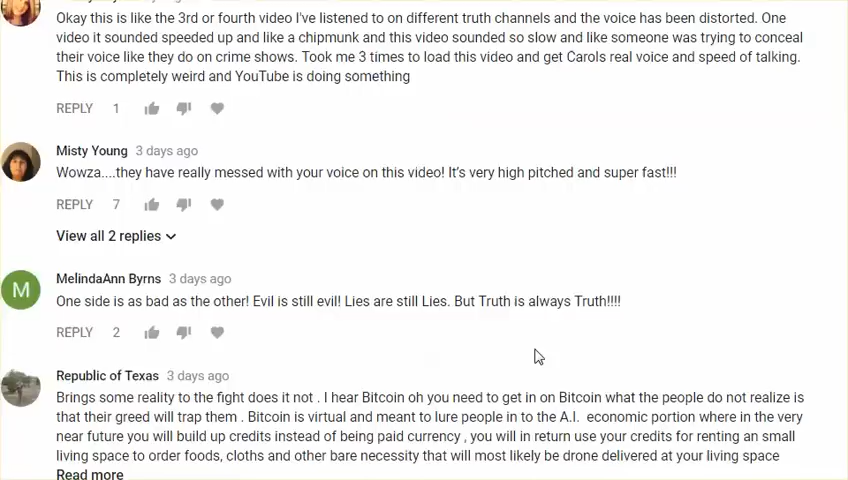 Okay this is like the 3rd or fourth video I've listened to on different truth channels and the voice has been distorted. One
video it sounded speeded up and like a chipmunk and this video sounded so slow and like someone was trying to conceal
their voice like they do on crime shows. Took me 3 times to load this video and get Carols real voice and speed of talking.
This is completely weird and YouTube is doing something
REPLY 1
Misty Young 3 days ago
Wowza....they have really messed with your voice on this video! It's very high pitched and super fast!!!
REPLY 7
View all 2 replies
M
MelindaAnn Byrns 3 days ago
One side is as bad as the other! Evil is still evil! Lies are still Lies. But Truth is always Truth!!!!
REPLY 2
Republic of Texas 3 days ago
Brings some reality to the fight does it not . I hear Bitcoin oh you need to get in on Bitcoin what the people do not realize is
that their greed will trap them . Bitcoin is virtual and meant to lure people in to the A.I. economic portion where in the very
near future you will build up credits instead of being paid currency , you will in return use your credits for renting an small
living space to order foods, cloths and other bare necessity that will most likely be drone delivered at your living space
Read more